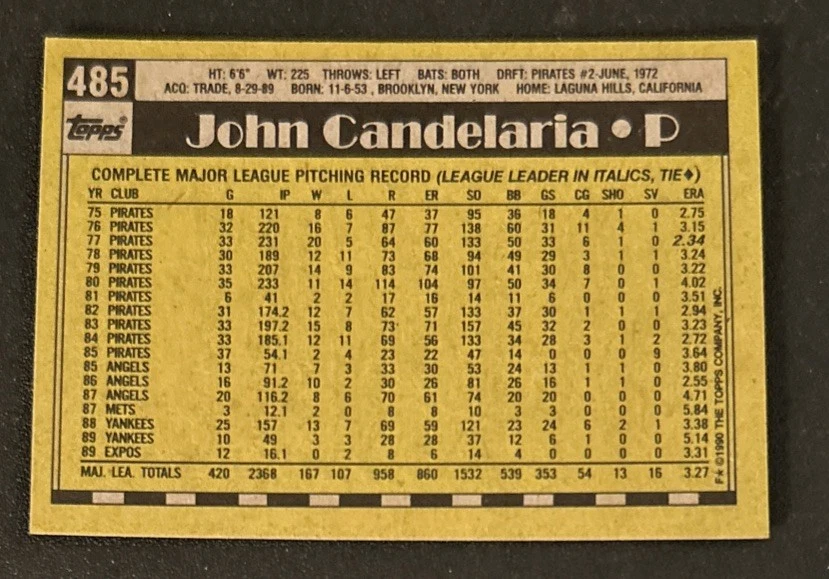 485
HT: 6'6" WT: 225 THROWS: LEFT BATS: BOTH DRFT: PIRATES #2-JUNE, 1972
ACQ: TRADE, 8-29-89 BORN: 11-6-53, BROOKLYN, NEW YORK HOME: LAGUNA HILLS, CALIFORNIA
Topps®
John Candelaria • P
COMPLETE MAJOR LEAGUE PITCHING RECORD (LEAGUE LEADER IN ITALICS, TIE♦)
YR CLUB G IP W L R ER SO BB GS CG SHO SV ERA
75 PIRATES 18 121 8 6 47 37 95 36 18 4 1 0 2.75
76 PIRATES 32 220 16 7 87 77 138 60 31 11 4 1 3.15
77 PIRATES 33 231 20 5 64 60 133 50 33 6 1 0 2.34
78 PIRATES 30 189 12 11 73 68 94 49 29 3 1 1 3.24
79 PIRATES 33 207 14 9 83 74 101 41 30 8 0 0 3.22
80 PIRATES 35 233 11 14 114 104 97 50 34 7 0 1 4.02
81 PIRATES 6 41 2 2 17 16 14 11 6 0 0 0 3.51
82 PIRATES 31 174.2 12 7 62 57 133 37 30 1 1 1 2.94
83 PIRATES 33 197.2 15 8 73 71 157 45 32 2 0 0 3.23
84 PIRATES 33 185.1 12 11 69 56 133 34 28 3 1 2 2.72
85 PIRATES 37 54.1 2 4 23 22 47 14 0 0 0 9 3.64
85 ANGELS 13 71 7 3 33 30 53 24 13 1 1 0 3.80
86 ANGELS 16 91.2 10 2 30 26 81 26 16 1 1 0 2.55
87 ANGELS 20 116.2 8 6 70 61 74 20 20 0 0 0 4.71
87 METS 3 12.1 2 0 8 8 10 3 3 0 0 0 5.84
88 YANKEES 25 157 13 7 69 59 121 23 24 6 2 1 3.38
89 YANKEES 10 49 3 3 28 28 37 12 6 1 0 0 5.14
89 EXPOS 12 16.1 0 2 8 6 14 4 0 0 0 0 3.31
MAJ. LEA. TOTALS 420 2368 167 107 958 860 1532 539 353 54 13 16 3.27
F★ ©1990 THE TOPPS COMPANY, INC.